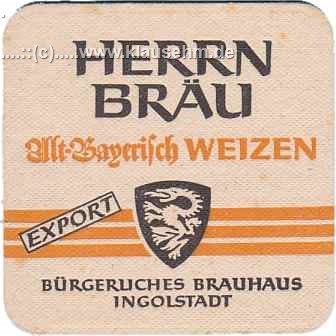 ...::(c)....www.klausehm.de
HERRN
BRÄU
Alt-Bayerisch WEIZEN
EXPORT
BÜRGERLICHES BRAUHAUS
INGOLSTADT